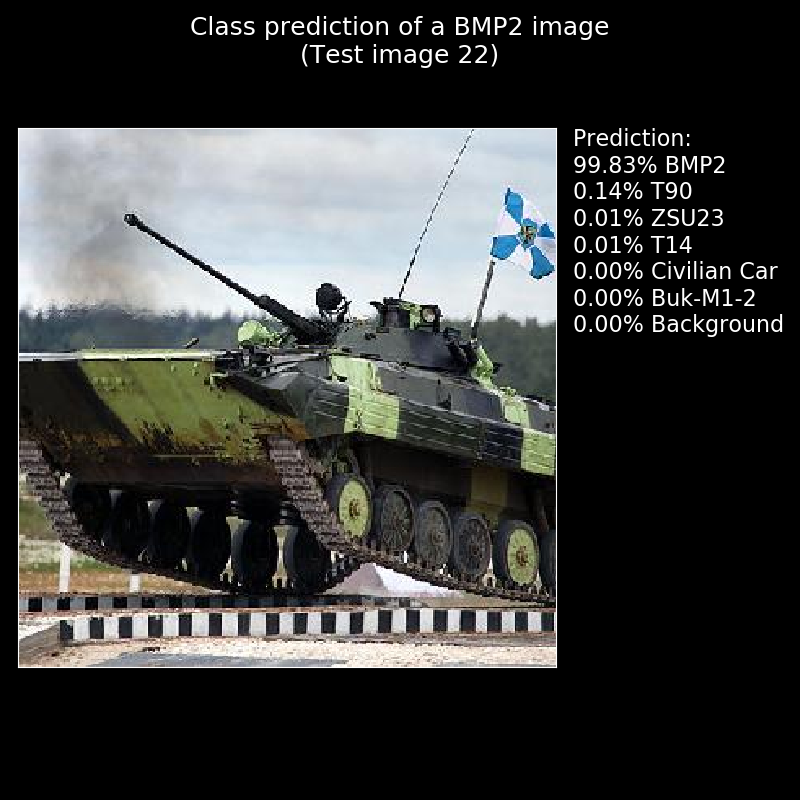 Class prediction of a BMP2 image
(Test image 22)
Prediction:
99.83% BMP2
0.14% T90
0.01% ZSU23
0.01% T14
0.00% Civilian Car
0.00% Buk-M1-2
0.00% Background